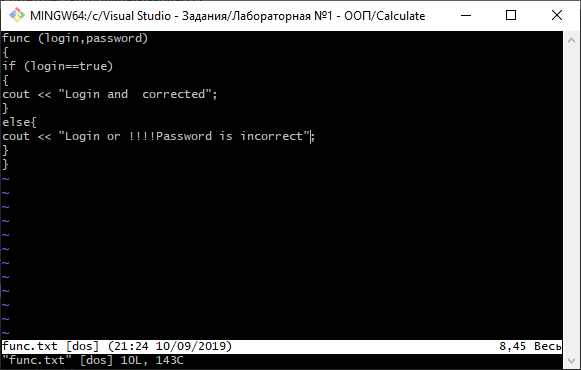 MINGW64:/c/Visual Studio - Задания/Лабораторная №1 - ООП/Calculate
func (login,password)
{
if (login==true)
{
cout << "Login and  corrected";
}
else{
cout << "Login or !!!!Password is incorrect";
}
}
~
~
~
~
~
~
~
~
~
~
~
~
func.txt [dos] (21:24 10/09/2019) 8,45 Весь
"func.txt" [dos] 10L, 143C